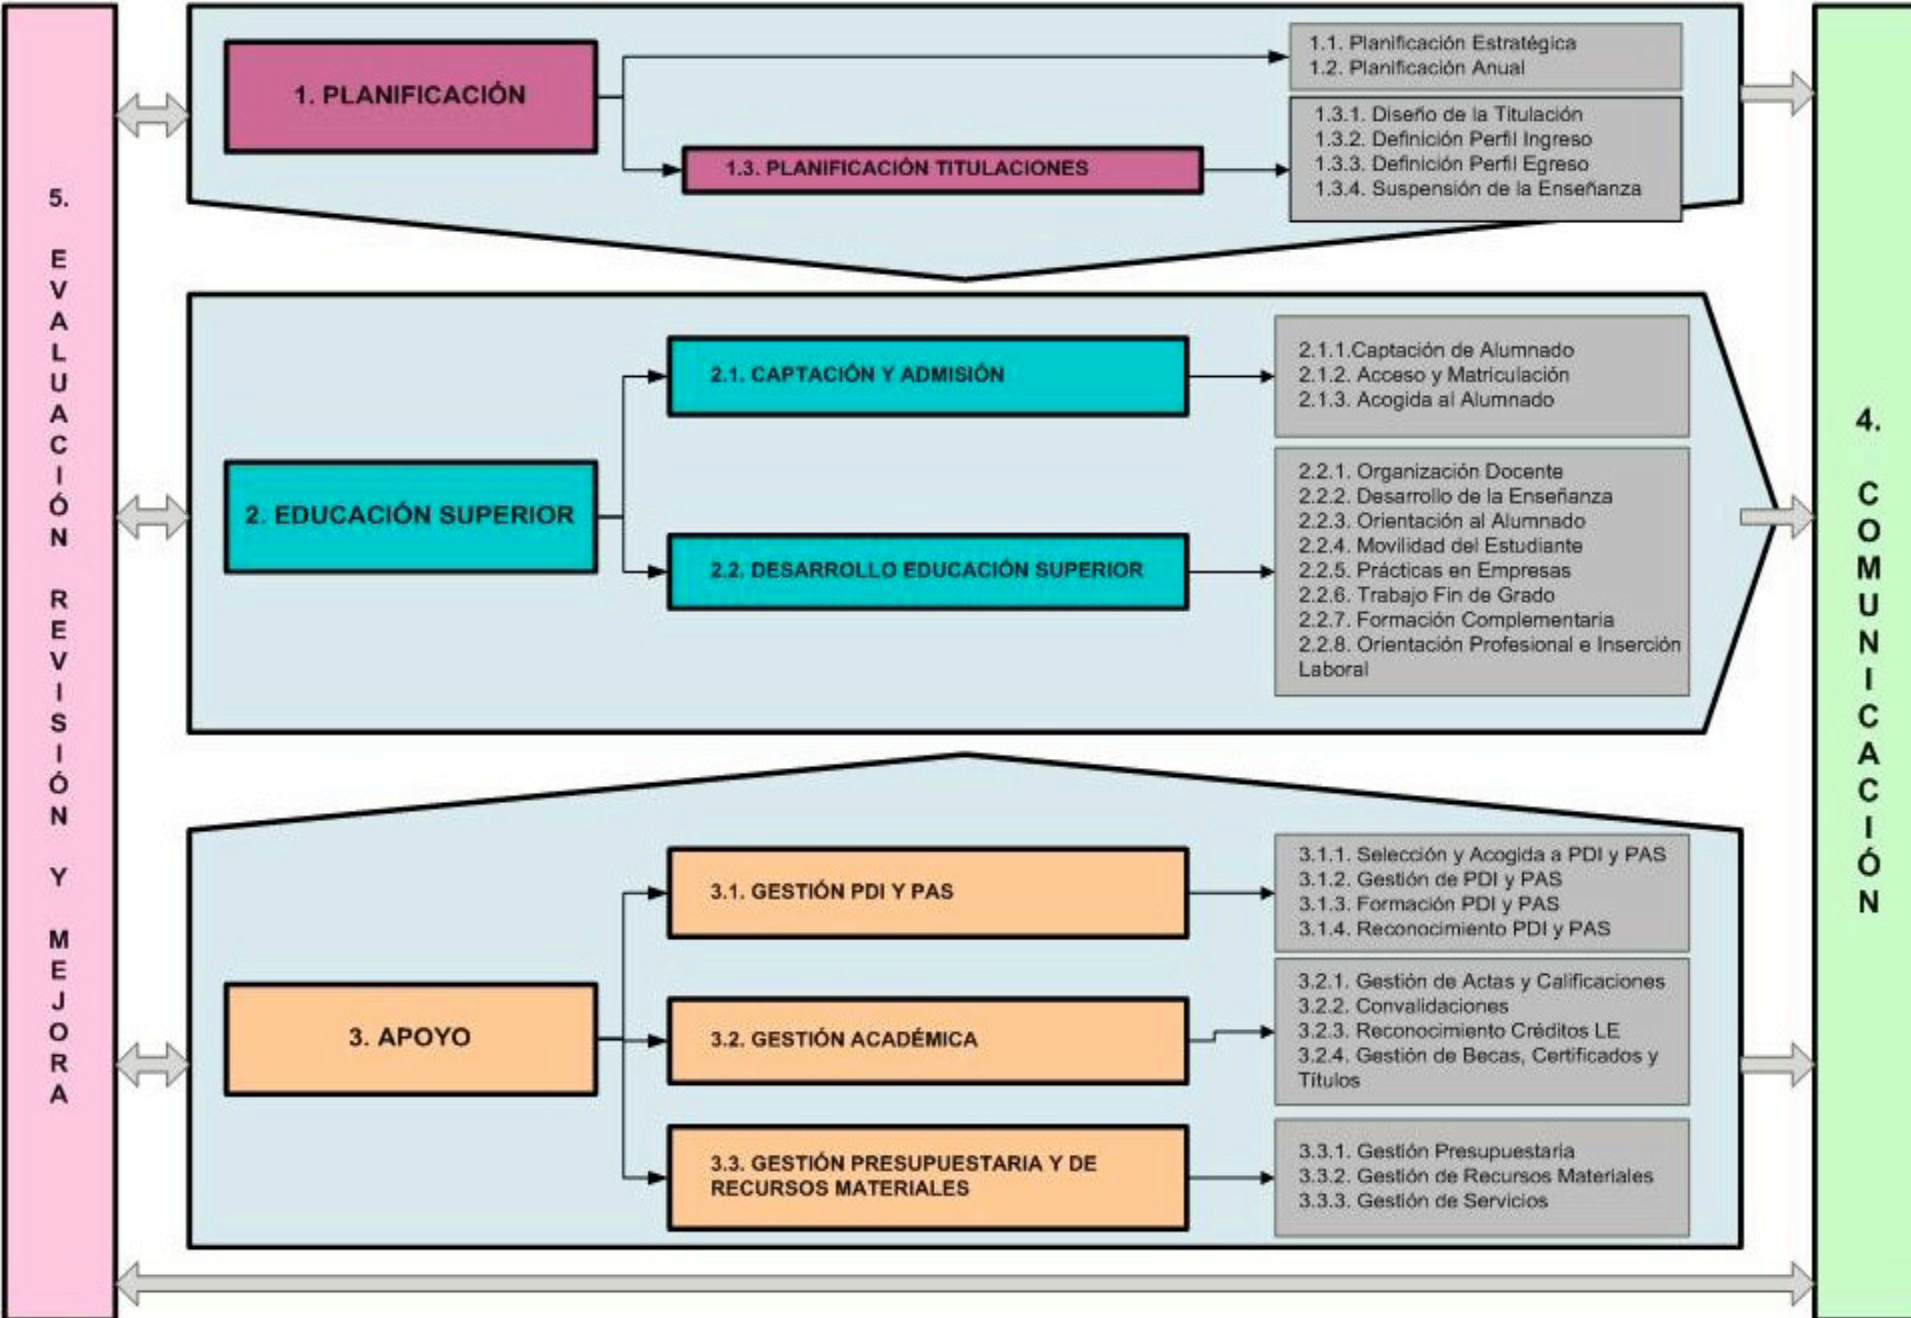 5. EVALUACIÓN REVISIÓN Y MEJORA
1. PLANIFICACIÓN
1.1. Planificación Estratégica
1.2. Planificación Anual
1.3. PLANIFICACIÓN TITULACIONES
1.3.1. Diseño de la Titulación
1.3.2. Definición Perfil Ingreso
1.3.3. Definición Perfil Egreso
1.3.4. Suspensión de la Enseñanza
2. EDUCACIÓN SUPERIOR
2.1. CAPTACIÓN Y ADMISIÓN
2.1.1.Captación de Alumnado
2.1.2. Acceso y Matriculación
2.1.3. Acogida al Alumnado
2.2. DESARROLLO EDUCACIÓN SUPERIOR
2.2.1. Organización Docente
2.2.2. Desarrollo de la Enseñanza
2.2.3. Orientación al Alumnado
2.2.4. Movilidad del Estudiante
2.2.5. Prácticas en Empresas
2.2.6. Trabajo Fin de Grado
2.2.7. Formación Complementaria
2.2.8. Orientación Profesional e Inserción
Laboral
3. APOYO
3.1. GESTIÓN PDI Y PAS
3.1.1. Selección y Acogida a PDI y PAS
3.1.2. Gestión de PDI y PAS
3.1.3. Formación PDI y PAS
3.1.4. Reconocimiento PDI y PAS
3.2. GESTIÓN ACADÉMICA
3.2.1. Gestión de Actas y Calificaciones
3.2.2. Convalidaciones
3.2.3. Reconocimiento Créditos LE
3.2.4. Gestión de Becas, Certificados y
Títulos
3.3. GESTIÓN PRESUPUESTARIA Y DE
RECURSOS MATERIALES
3.3.1. Gestión Presupuestaria
3.3.2. Gestión de Recursos Materiales
3.3.3. Gestión de Servicios
4. COMUNICACIÓN